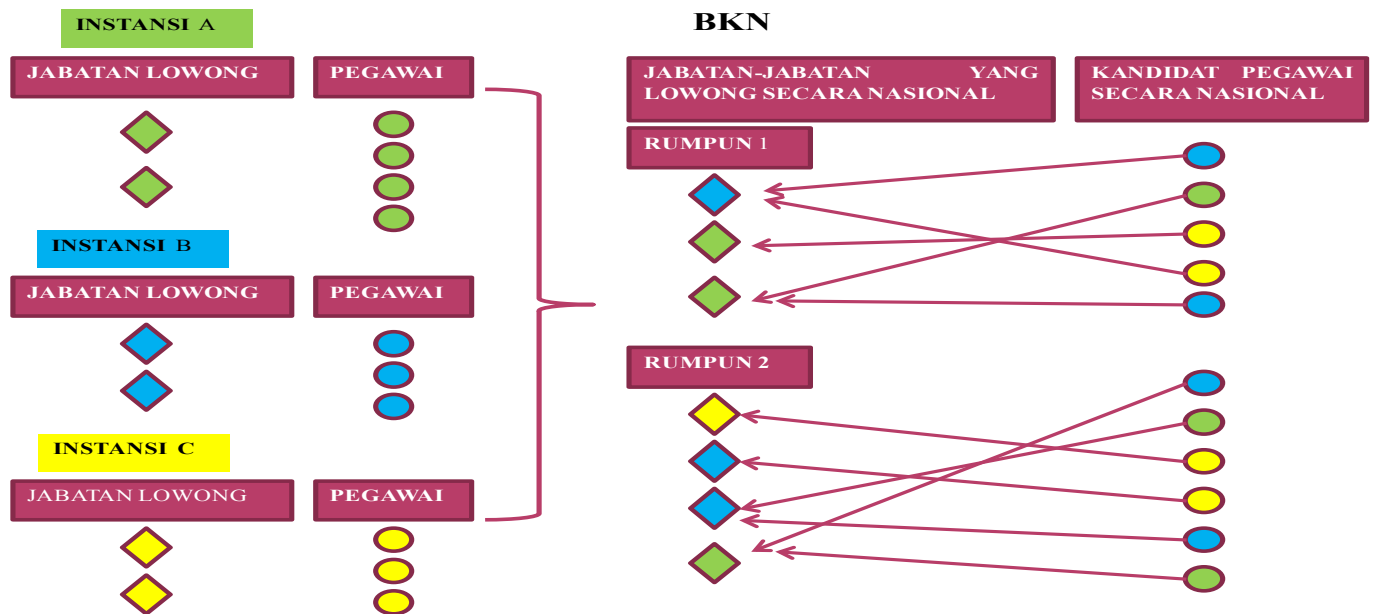 INSTANSI A
JABATAN LOWONG
PEGAWAI
INSTANSI B
JABATAN LOWONG
PEGAWAI
INSTANSI C
JABATAN LOWONG
PEGAWAI
BKN
JABATAN-JABATAN YANG
LOWONG SECARA NASIONAL
KANDIDAT PEGAWAI
SECARA NASIONAL
RUMPUN 1
RUMPUN 2